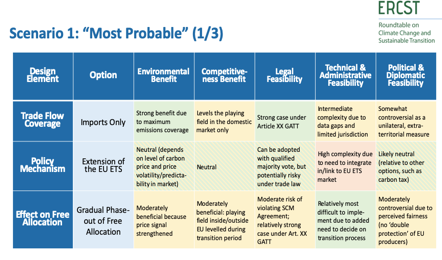 ERCST
Roundtable on
Climate Change and
Sustainable Transition
Scenario 1: “Most Probable” (1/3)
Design
Element
Option
Environmental
Benefit
Competitive-
ness Benefit
Legal
Feasibility
Technical &
Administrative
Feasibility
Political &
Diplomatic
Feasibility
Trade Flow
Coverage
Imports Only
Strong benefit due
to maximum
emissions coverage
Levels the playing
field in the domestic
market only
Strong case under
Article XX GATT
Intermediate
complexity due to
data gaps and
limited jurisdiction
Somewhat
controversial as a
unilateral, extra-
territorial measure
Policy
Mechanism
Extension of
the EU ETS
Neutral (depends
on level of carbon
price and price
volatility/predicta-
bility in market)
Neutral
Can be adopted
with qualified
majority vote, but
potentially risky
under trade law
High complexity due
to need to integrate
in/link to EU ETS
market
Likely neutral
(relative to other
options, such as
carbon tax)
Effect on Free
Allocation
Gradual Phase-
out of Free
Allocation
Moderately
beneficial because
price signal
strengthened
Moderately
beneficial: playing
field inside/outside
EU levelled during
transition period
Moderate risk of
violating SCM
Agreement;
relatively strong
case under Art. XX
GATT
Relatively most
difficult to imple-
ment due to added
need to decide on
transition process
Moderately
controversial due to
perceived fairness
(no ‘double
protection’ of EU
producers)